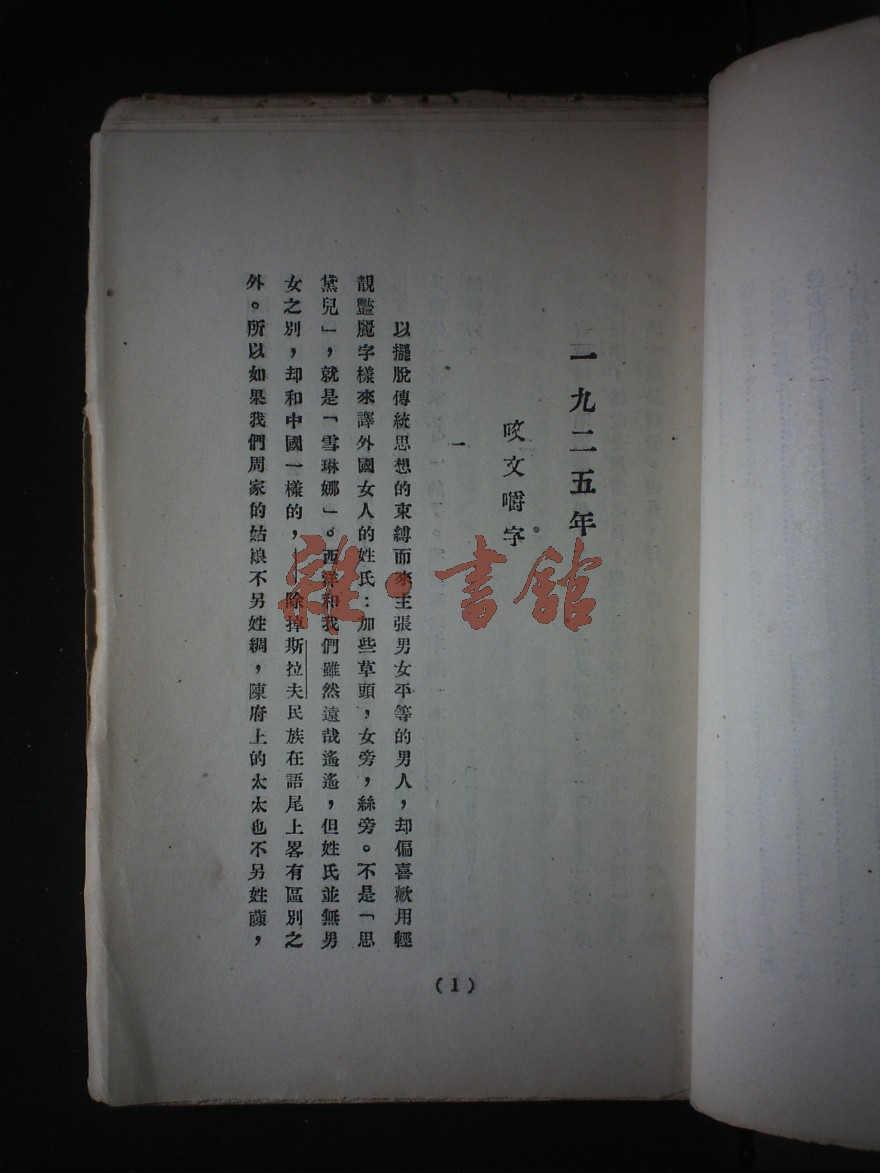 一九二五年
咬文嚼字
一
以擺脫傳統思想的束縛而來主張男女平等的男人，却偏喜歡用輕
靚豔麗字樣來譯外國女人的姓氏：加些草頭，女旁，絲旁。不是「思
黛兒」，就是「雪琳娜」。西洋和我們雖然遠哉遙遙，但姓氏並無男
女之別，却和中國一樣的，——除掉斯拉夫民族在語尾上畧有區別之
外。所以如果我們周家的姑娘不另姓綢，陳府上的太太也不另姓蔯，
(1)
雜·書館